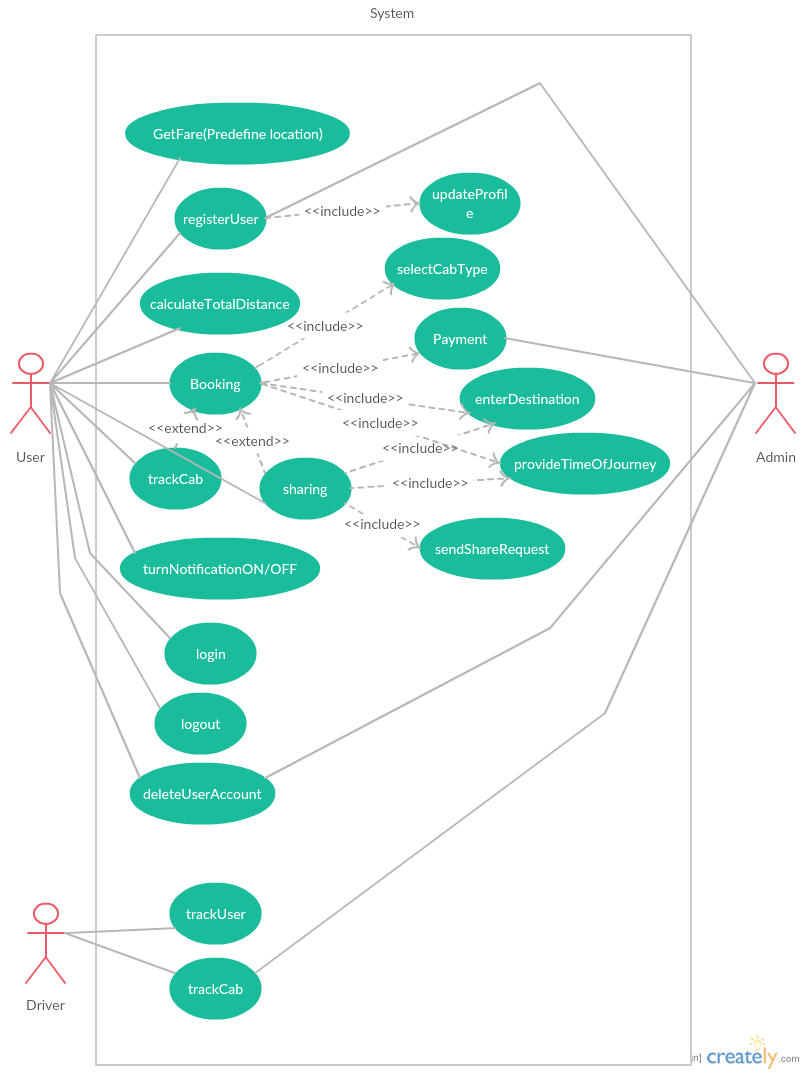 System
GetFare(Predefine location)
registerUser
<<include>>
updateProfil
e
selectCabType
calculateTotalDistance
<<include>>
Payment
<<include>>
Booking
enterDestination
<<include>>
<<extend>>
<<include>>
<<extend>>
<<include>>
User
Admin
provideTimeOfJourney
trackCab
sharing
<<include>>
<<include>>
sendShareRequest
turnNotificationON/OFF
login
logout
deleteUserAccount
trackUser
trackCab
Driver
n] creately.com